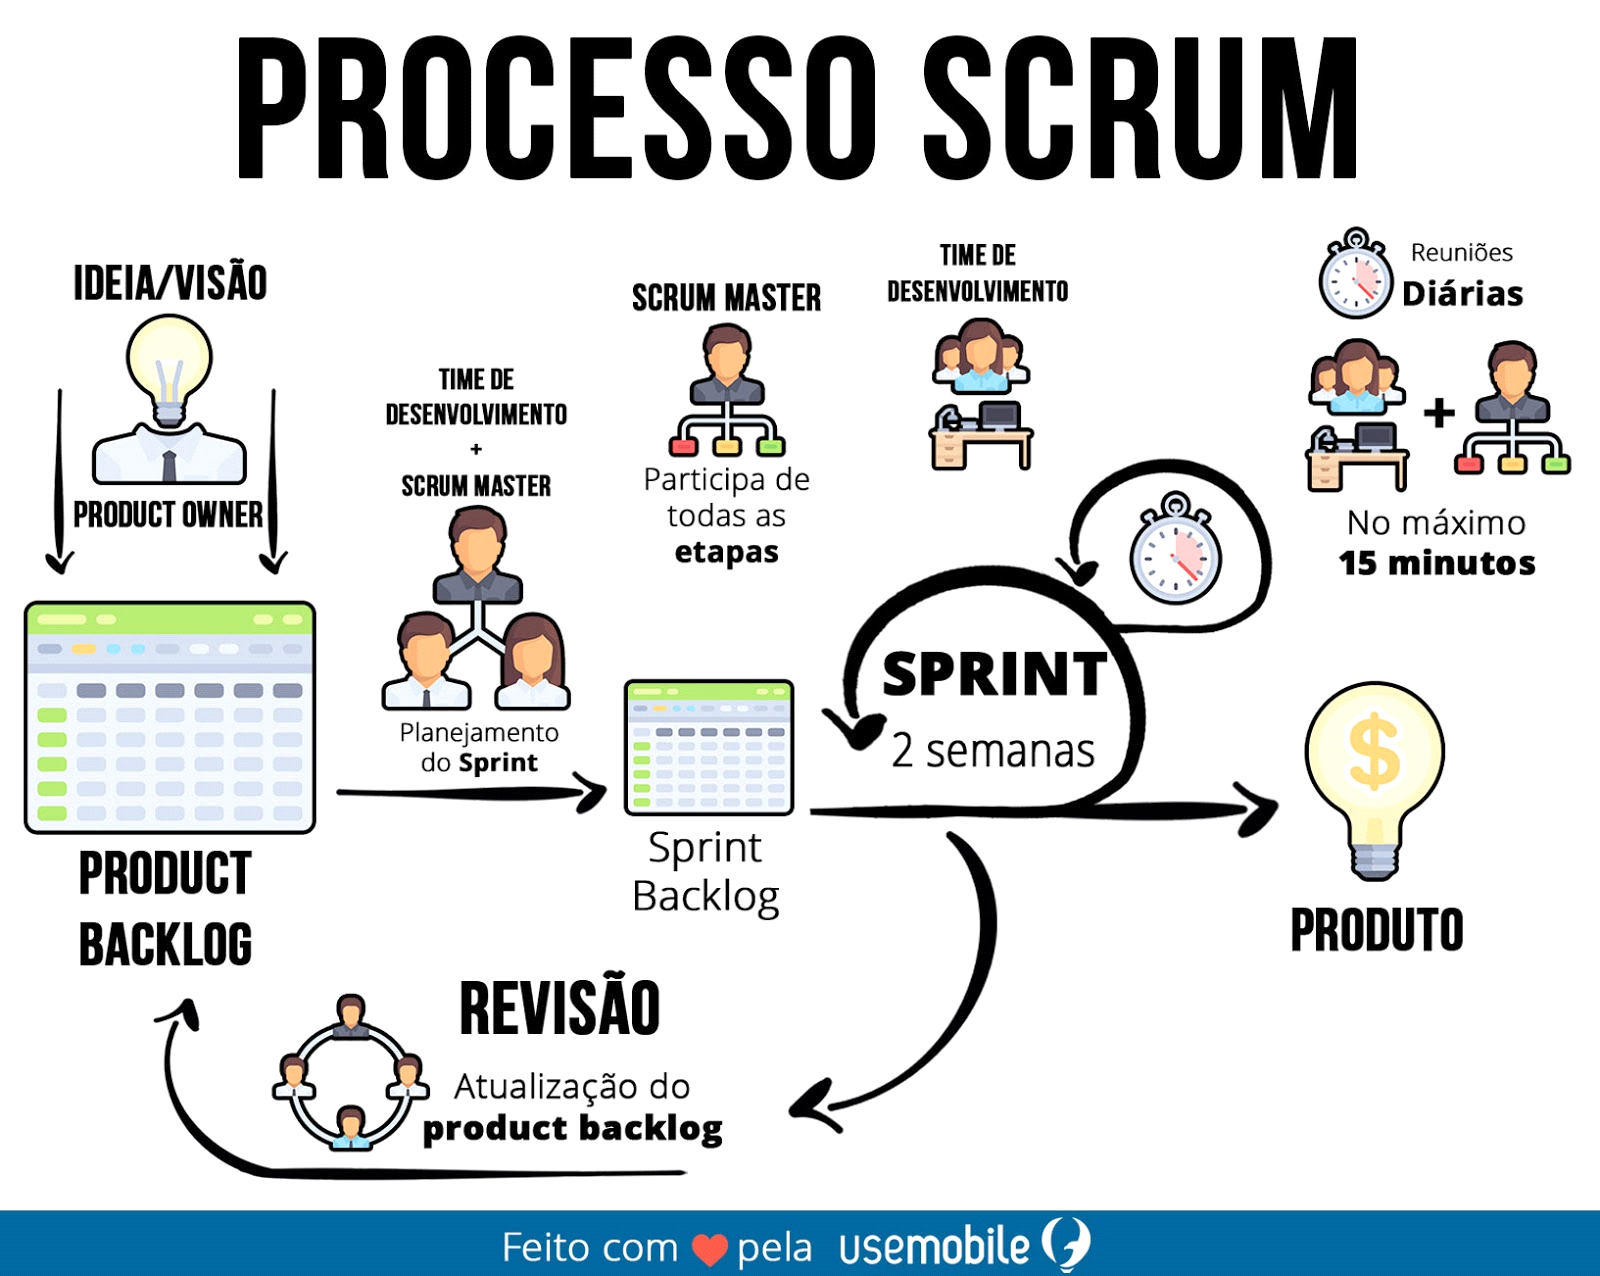 PROCESSO SCRUM
IDEIA/VISÃO
PRODUCT OWNER
PRODUCT
BACKLOG
TIME DE
DESENVOLVIMENTO
+
SCRUM MASTER
Planejamento
do Sprint
SCRUM MASTER
Participa de
todas as
etapas
Sprint
Backlog
TIME DE
DESENVOLVIMENTO
SPRINT
2 semanas
Reuniões
Diárias
+
No máximo
15 minutos
$
PRODUTO
REVISÃO
Atualização do
product backlog
Feito com pela usemobile